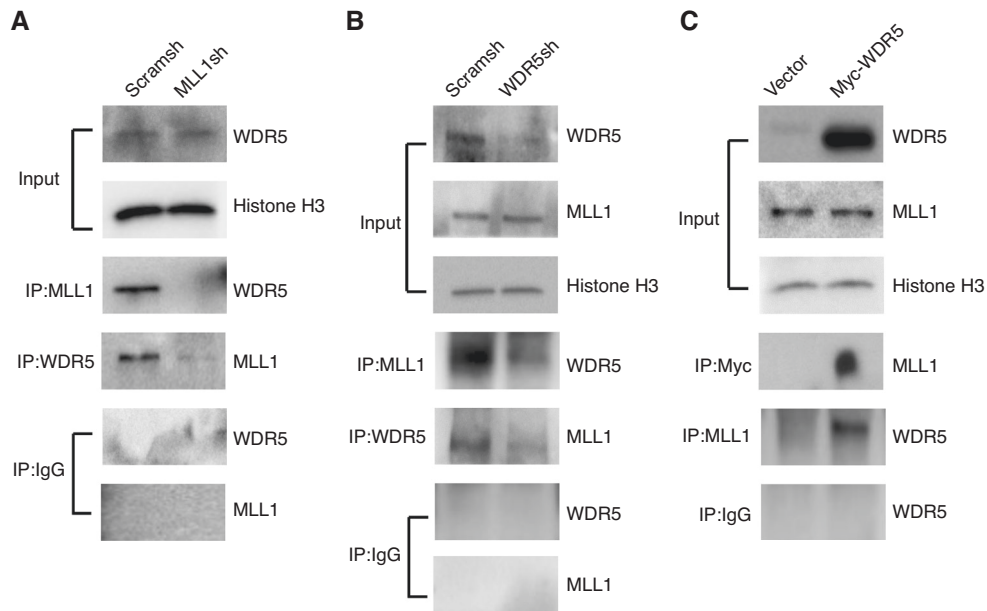 A
Scramsh
MLL1sh
Input
WDR5
Histone H3
IP:MLL1
WDR5
IP:WDR5
MLL1
IP:IgG
WDR5
MLL1
B
Scramsh
WDR5sh
Input
WDR5
MLL1
Histone H3
IP:MLL1
WDR5
IP:WDR5
MLL1
IP:IgG
WDR5
MLL1
C
Vector
Myc-WDR5
Input
WDR5
MLL1
Histone H3
IP:Myc
MLL1
IP:MLL1
WDR5
IP:IgG
WDR5